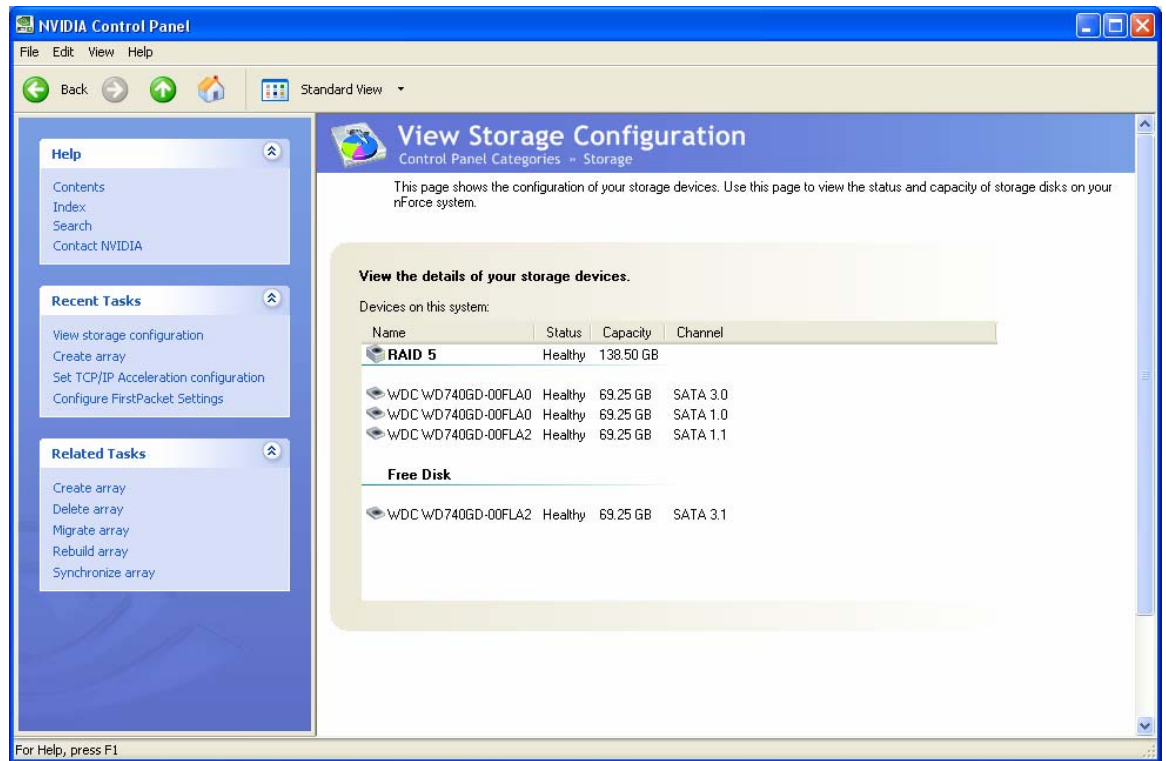 NVIDIA Control Panel
File Edit View Help
Back Standard View
Help
Contents
Index
Search
Contact NVIDIA
Recent Tasks
View storage configuration
Create array
Set TCP/IP Acceleration configuration
Configure FirstPacket Settings
Related Tasks
Create array
Delete array
Migrate array
Rebuild array
Synchronize array
View Storage Configuration
Control Panel Categories » Storage
This page shows the configuration of your storage devices. Use this page to view the status and capacity of storage disks on your
nForce system.
View the details of your storage devices.
Devices on this system:
Name Status Capacity Channel
RAID 5 Healthy 138.50 GB
WDC WD740GD-00FLA0 Healthy 69.25 GB SATA 3.0
WDC WD740GD-00FLA0 Healthy 69.25 GB SATA 1.0
WDC WD740GD-00FLA2 Healthy 69.25 GB SATA 1.1
Free Disk
WDC WD740GD-00FLA2 Healthy 69.25 GB SATA 3.1
For Help, press F1